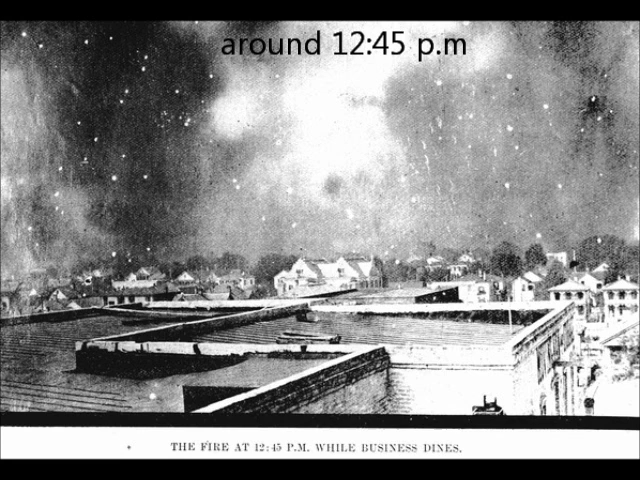 around 12:45 p.m
THE FIRE AT 12:45 P.M. WHILE BUSINESS DINES.